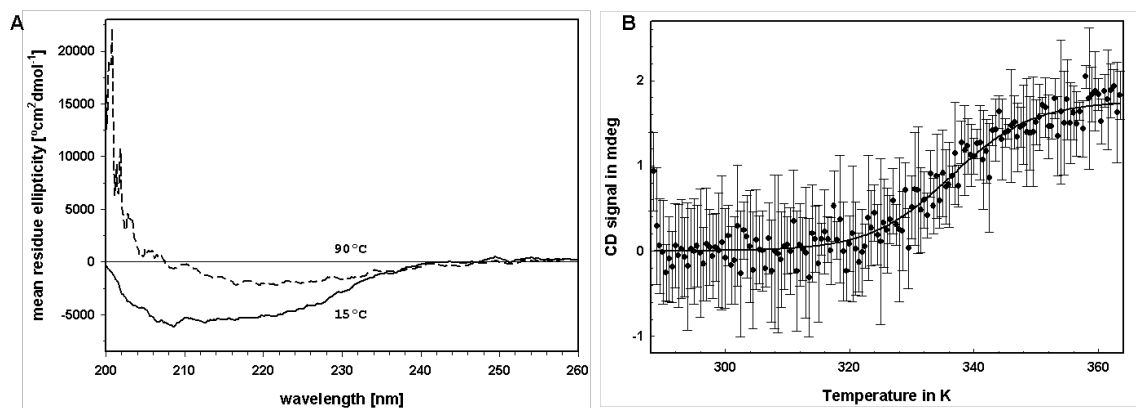 A
mean residue ellipticity [°cm²dmol⁻¹]
20000
15000
10000
5000
0
-5000
90°C
15°C
200 210 220 230 240 250 260
wavelength [nm]
B
CD signal in mdeg
2
1
0
-1
300 320 340 360
Temperature in K